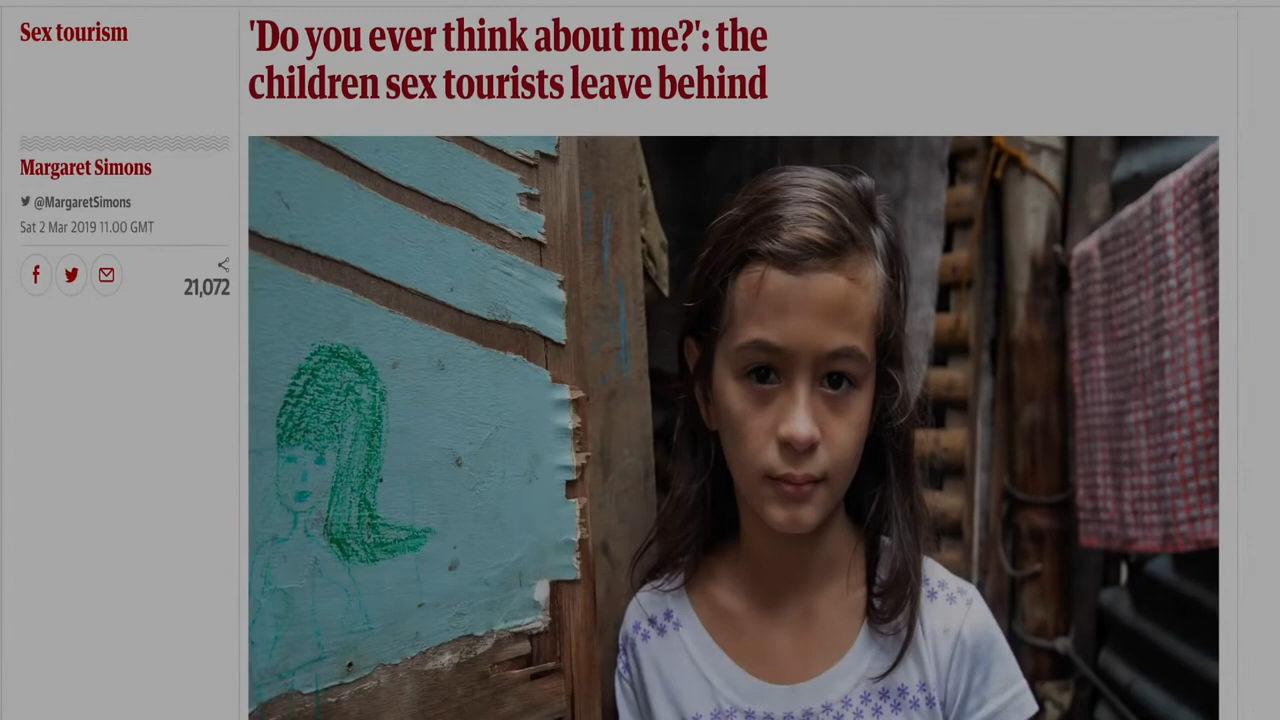 Sex tourism
'Do you ever think about me?': the
children sex tourists leave behind
Margaret Simons
@MargaretSimons
Sat 2 Mar 2019 11.00 GMT
21,072